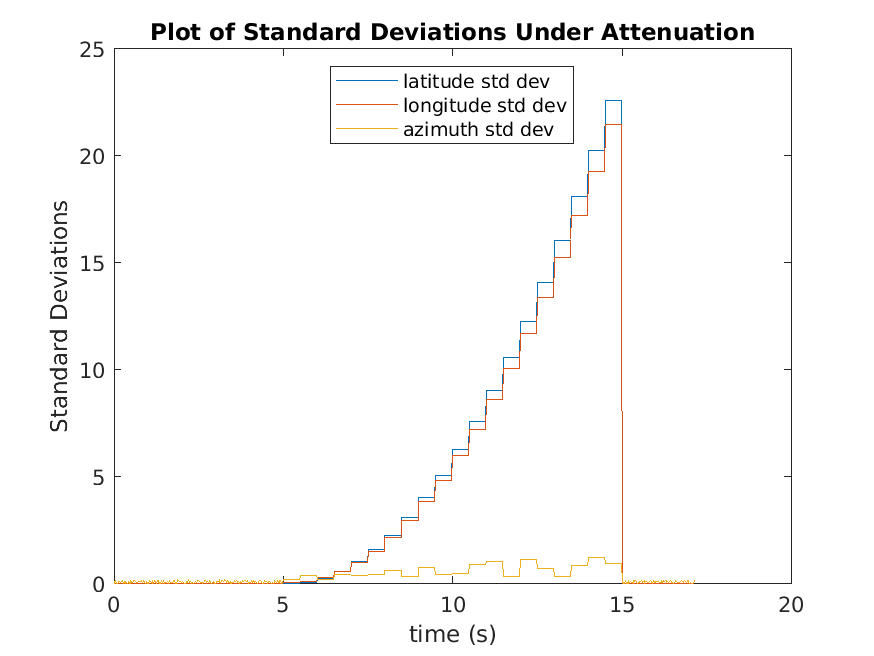 Plot of Standard Deviations Under Attenuation
25
20
15
10
5
0
Standard Deviations
latitude std dev
longitude std dev
azimuth std dev
0 5 10 15 20
time (s)